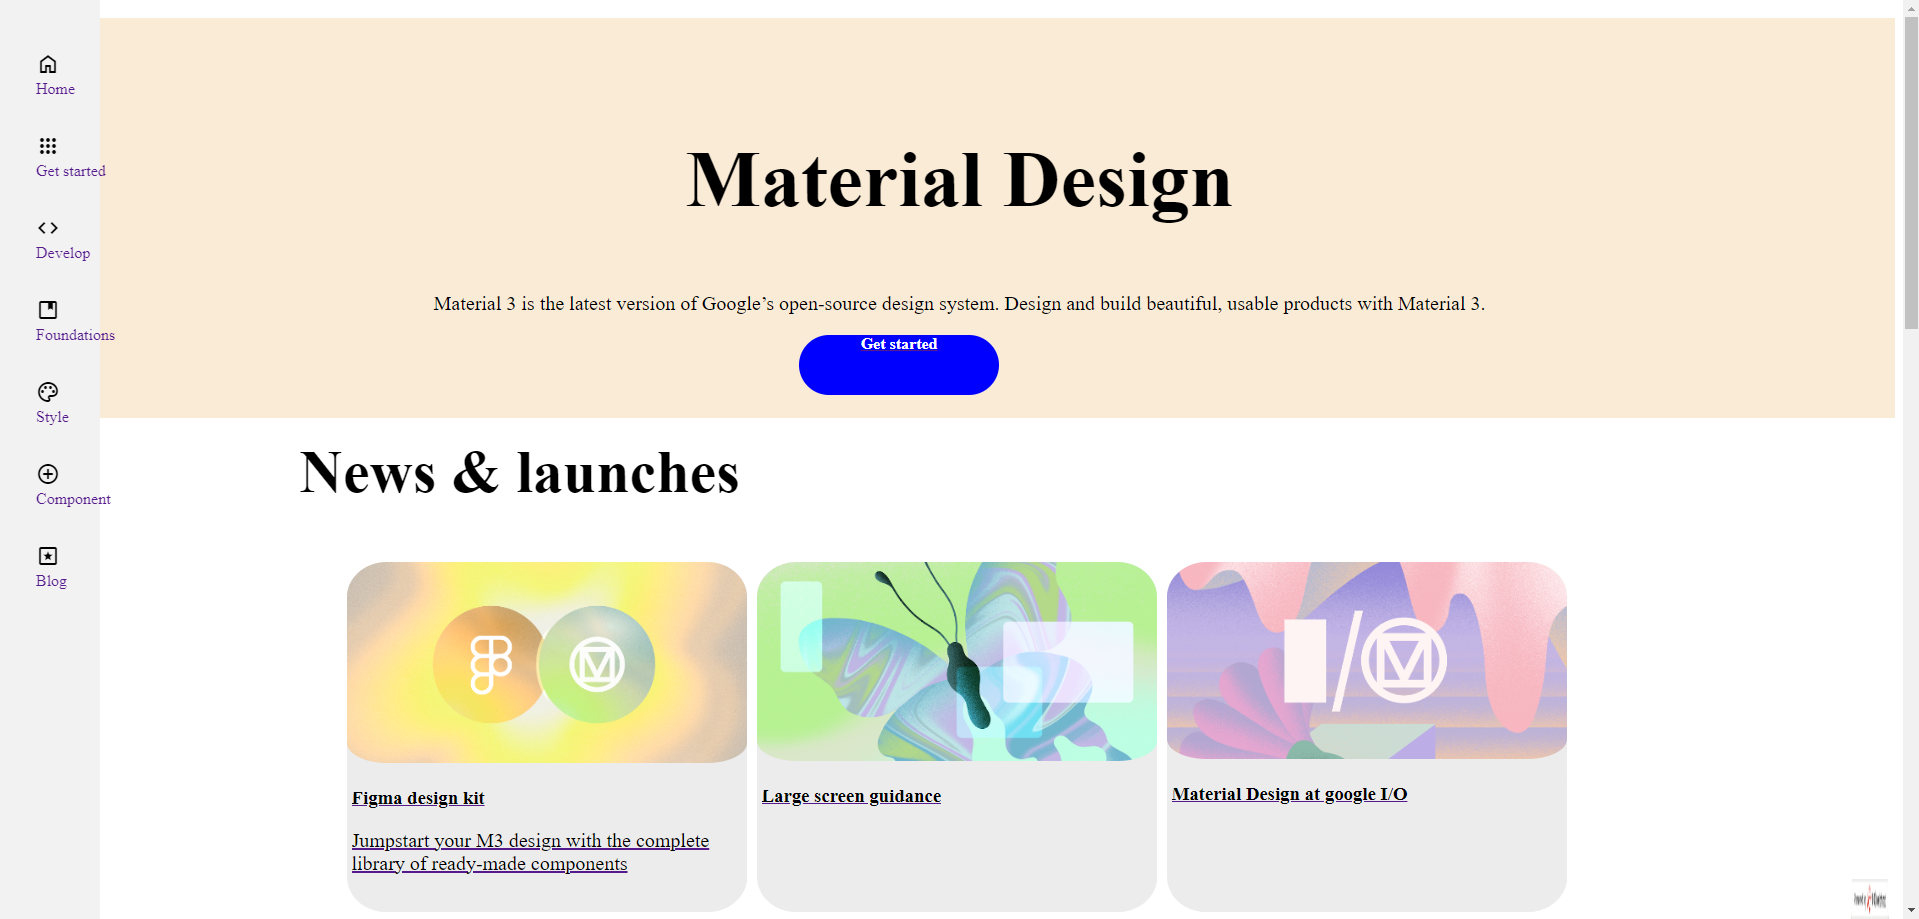 Home
Get started
Develop
Foundations
Style
Component
Blog
Material Design
Material 3 is the latest version of Google’s open-source design system. Design and build beautiful, usable products with Material 3.
Get started
News & launches
Figma design kit
Jumpstart your M3 design with the complete
library of ready-made components
Large screen guidance
I/O M
Material Design at google I/O